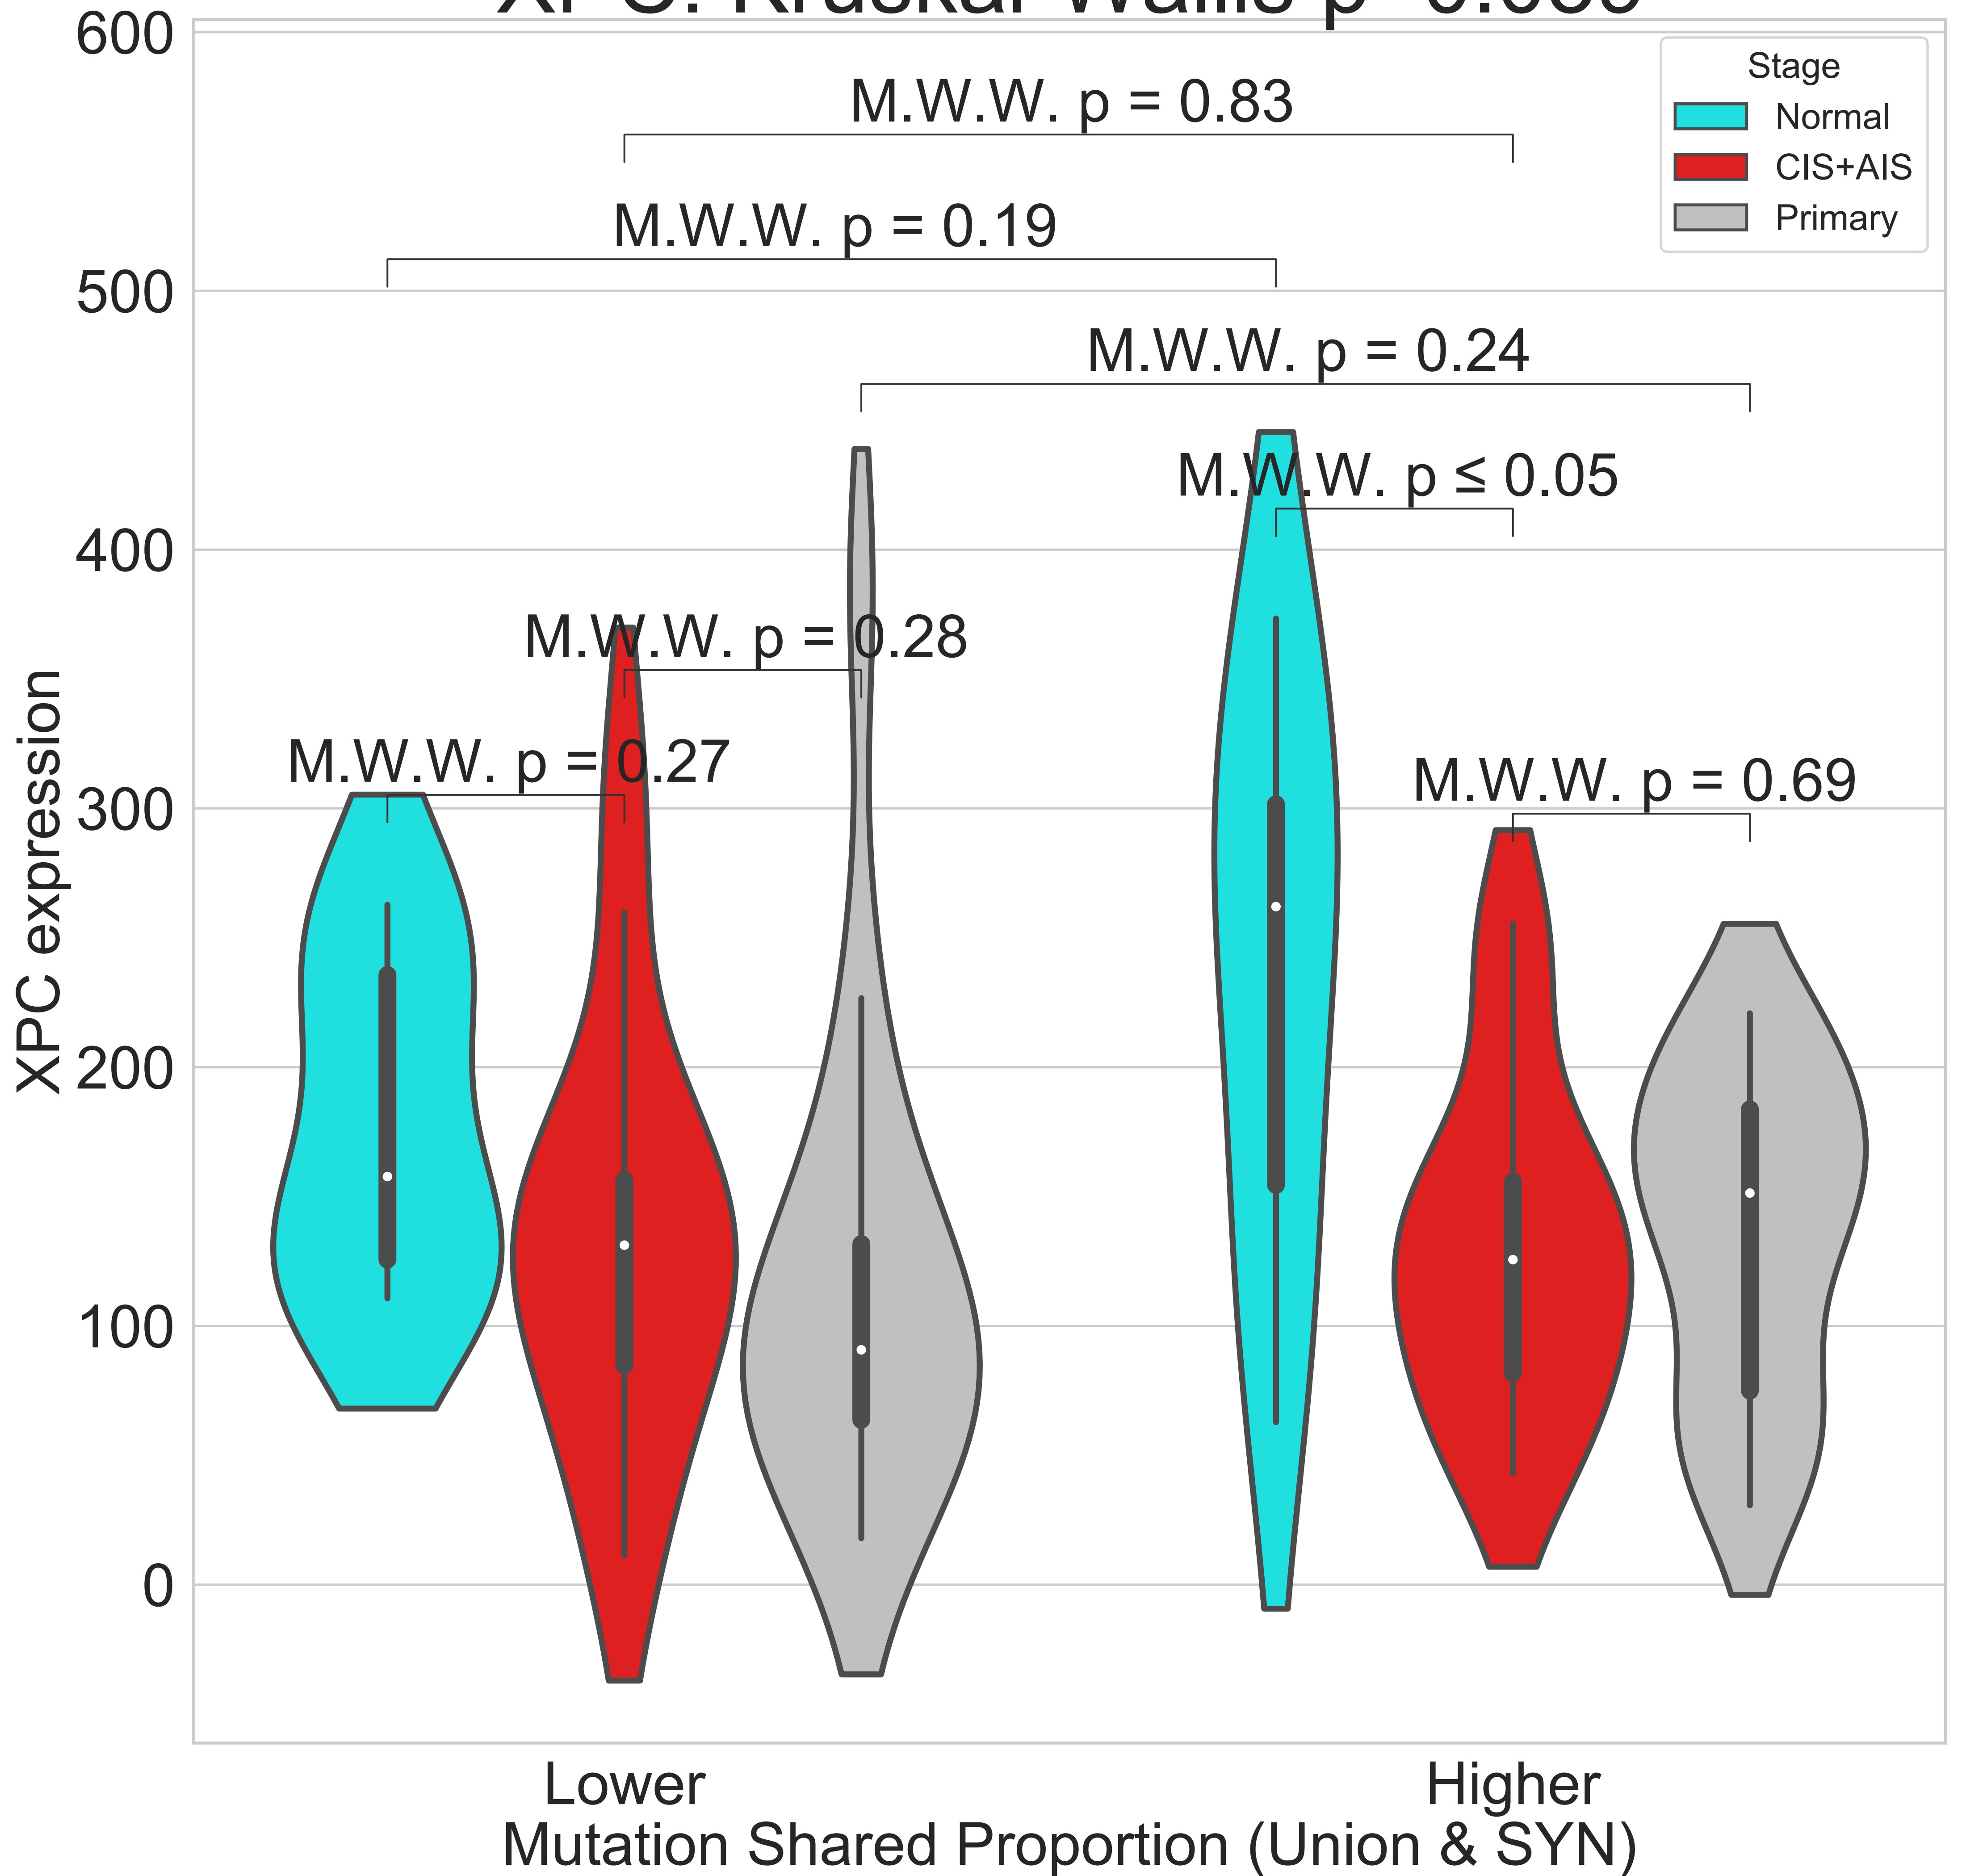 600
Stage
Normal
CIS+AIS
Primary
M.W.W. p = 0.83
M.W.W. p = 0.19
500
M.W.W. p = 0.24
M.W.W. p ≤ 0.05
400
M.W.W. p = 0.28
M.W.W. p = 0.27
M.W.W. p = 0.69
300
XPC expression
200
100
0
Lower
Higher
Mutation Shared Proportion (Union & SYN)